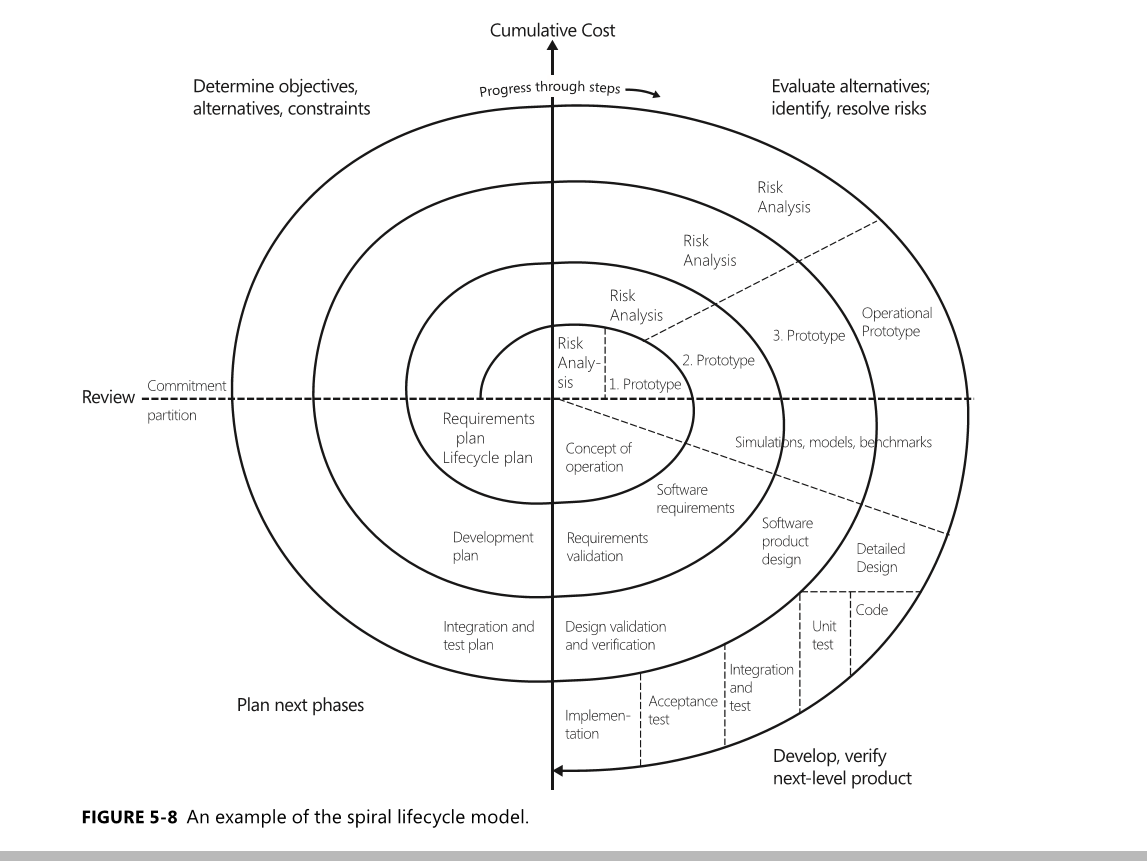 Cumulative Cost
Determine objectives,
alternatives, constraints
Progress through steps
Evaluate alternatives;
identify, resolve risks
Risk
Analysis
Risk
Analysis
Risk
Analysis
Operational
Prototype
3. Prototype
2. Prototype
Risk
Analy-
sis
1. Prototype
Review
Commitment
partition
Requirements
plan
Lifecycle plan
Concept of
operation
Simulations, models, benchmarks
Software
requirements
Development
plan
Requirements
validation
Software
product
design
Detailed
Design
Integration and
test plan
Design validation
and verification
Code
Unit
test
Integration
and
test
Acceptance
test
Implemen-
tation
Plan next phases
Develop, verify
next-level product
FIGURE 5-8 An example of the spiral lifecycle model.